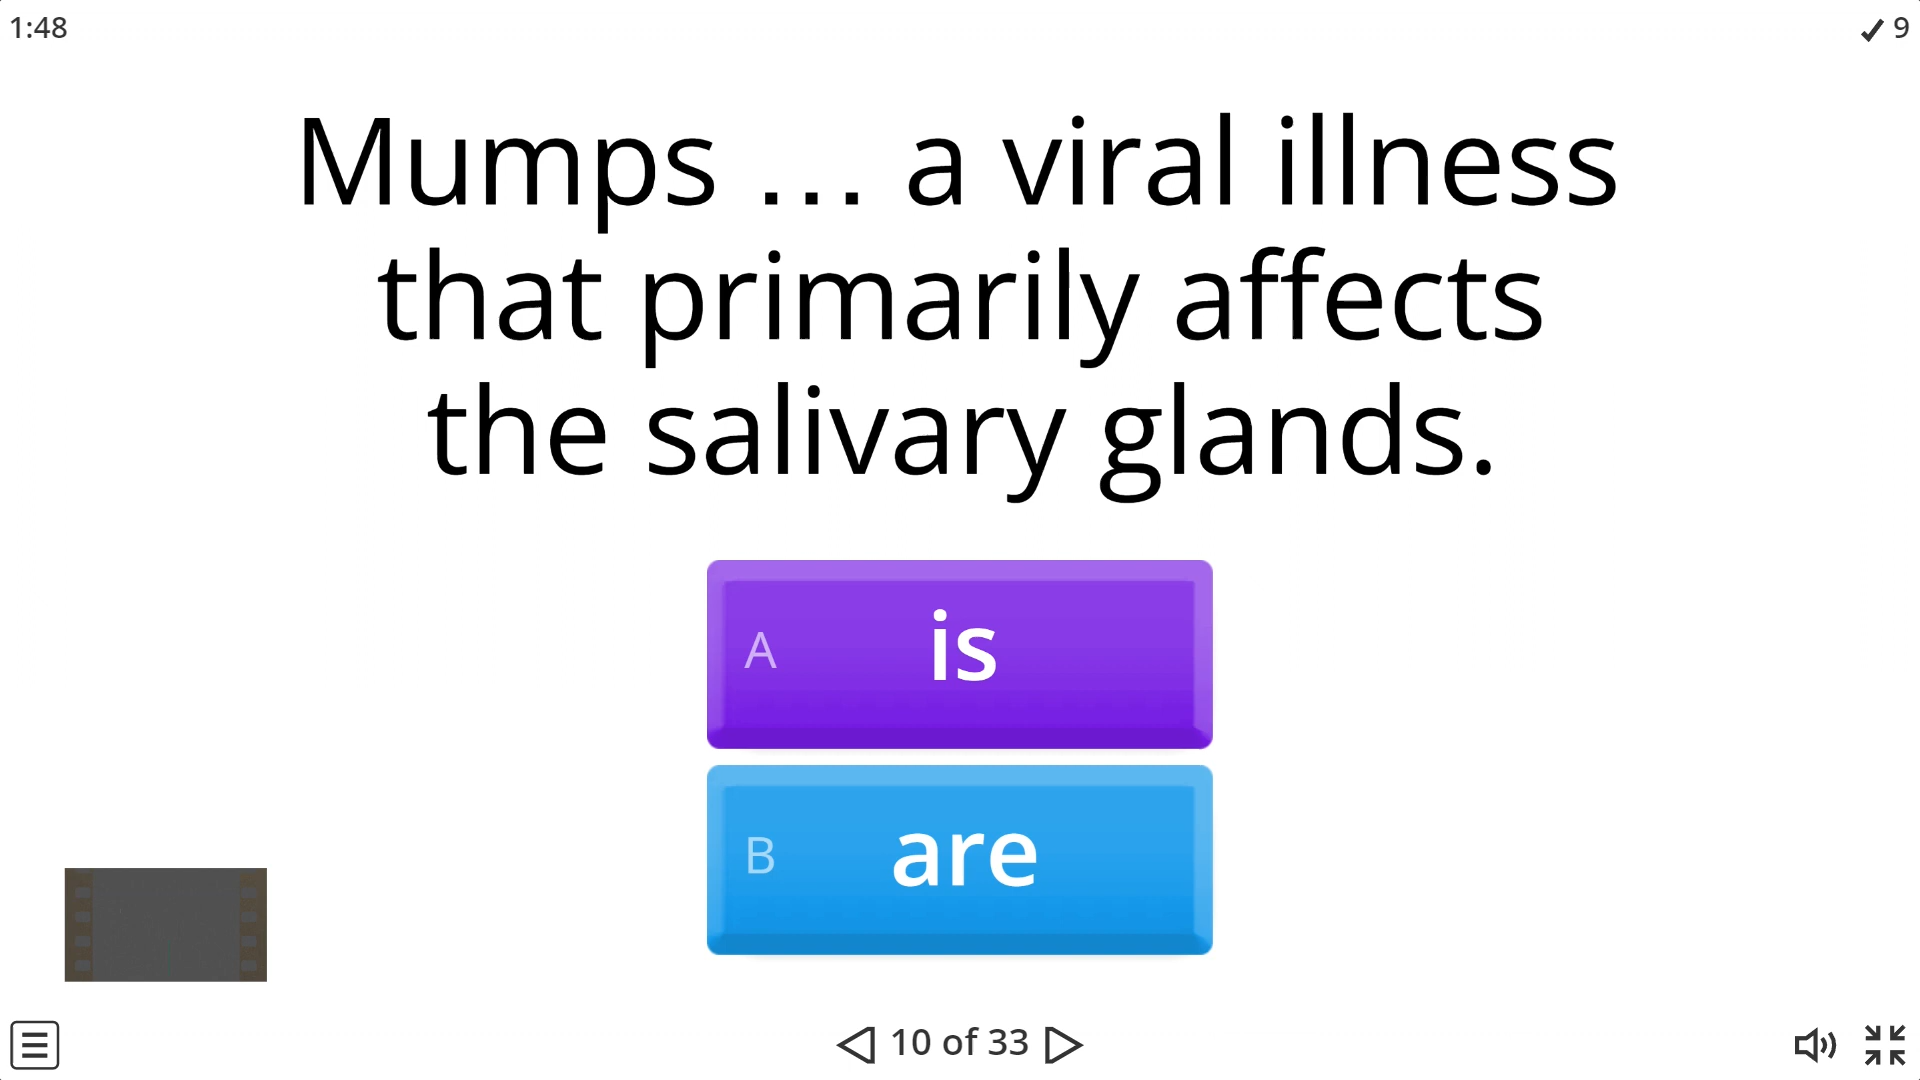 1:48
✓ 9
Mumps … a viral illness
that primarily affects
the salivary glands.
A is
B are
10 of 33